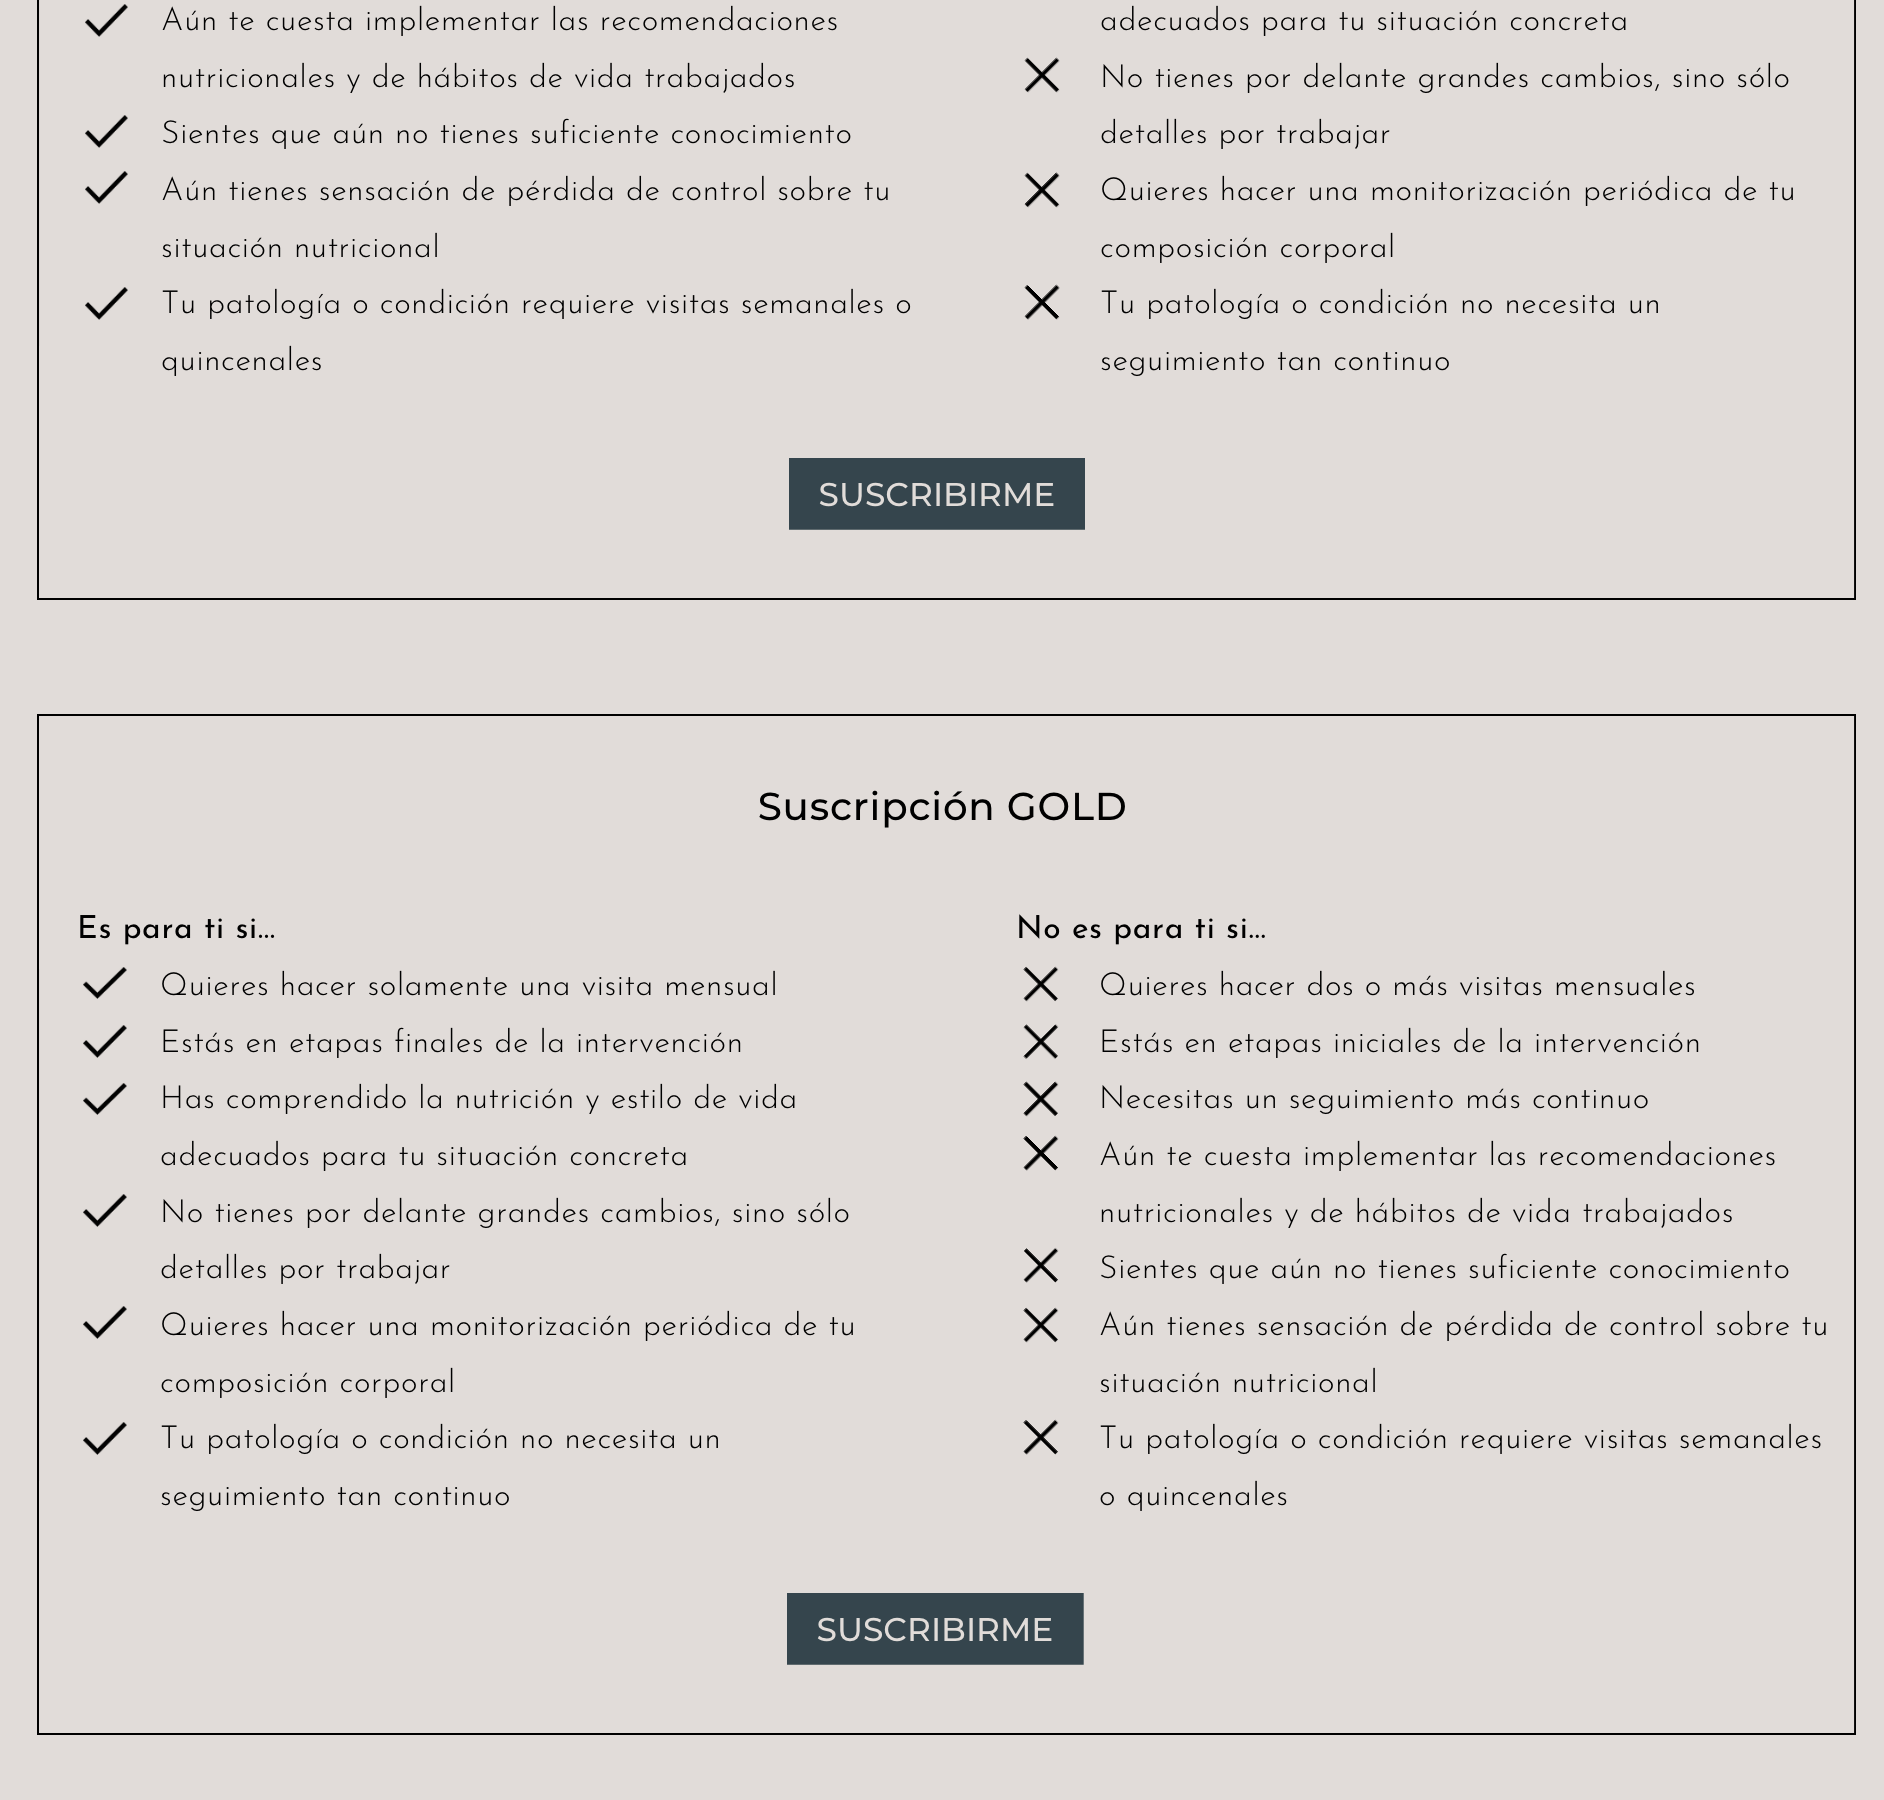 Aún te cuesta implementar las recomendaciones
nutricionales y de hábitos de vida trabajados
Sientes que aún no tienes suficiente conocimiento
Aún tienes sensación de pérdida de control sobre tu
situación nutricional
Tu patología o condición requiere visitas semanales o
quincenales
adecuados para tu situación concreta
No tienes por delante grandes cambios, sino sólo
detalles por trabajar
Quieres hacer una monitorización periódica de tu
composición corporal
Tu patología o condición no necesita un
seguimiento tan continuo
SUSCRIBIRME
Suscripción GOLD
Es para ti si...
Quieres hacer solamente una visita mensual
Estás en etapas finales de la intervención
Has comprendido la nutrición y estilo de vida
adecuados para tu situación concreta
No tienes por delante grandes cambios, sino sólo
detalles por trabajar
Quieres hacer una monitorización periódica de tu
composición corporal
Tu patología o condición no necesita un
seguimiento tan continuo
No es para ti si...
Quieres hacer dos o más visitas mensuales
Estás en etapas iniciales de la intervención
Necesitas un seguimiento más continuo
Aún te cuesta implementar las recomendaciones
nutricionales y de hábitos de vida trabajados
Sientes que aún no tienes suficiente conocimiento
Aún tienes sensación de pérdida de control sobre tu
situación nutricional
Tu patología o condición requiere visitas semanales
o quincenales
SUSCRIBIRME